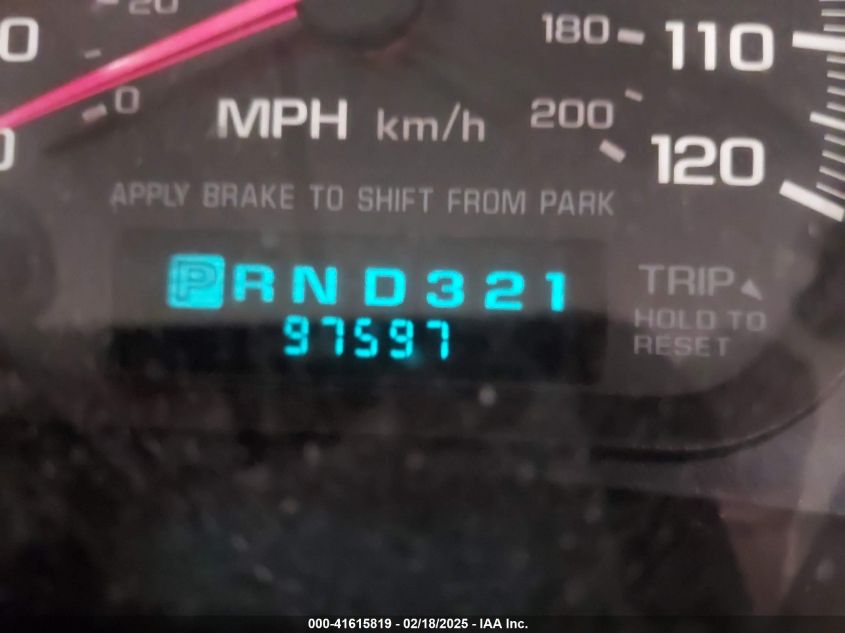 20
0
0
0
MPH km/h
180
110
200
120
APPLY BRAKE TO SHIFT FROM PARK
P R N D 3 2 1
97597
TRIP
HOLD TO
RESET
000-41615819 - 02/18/2025 - IAA Inc.